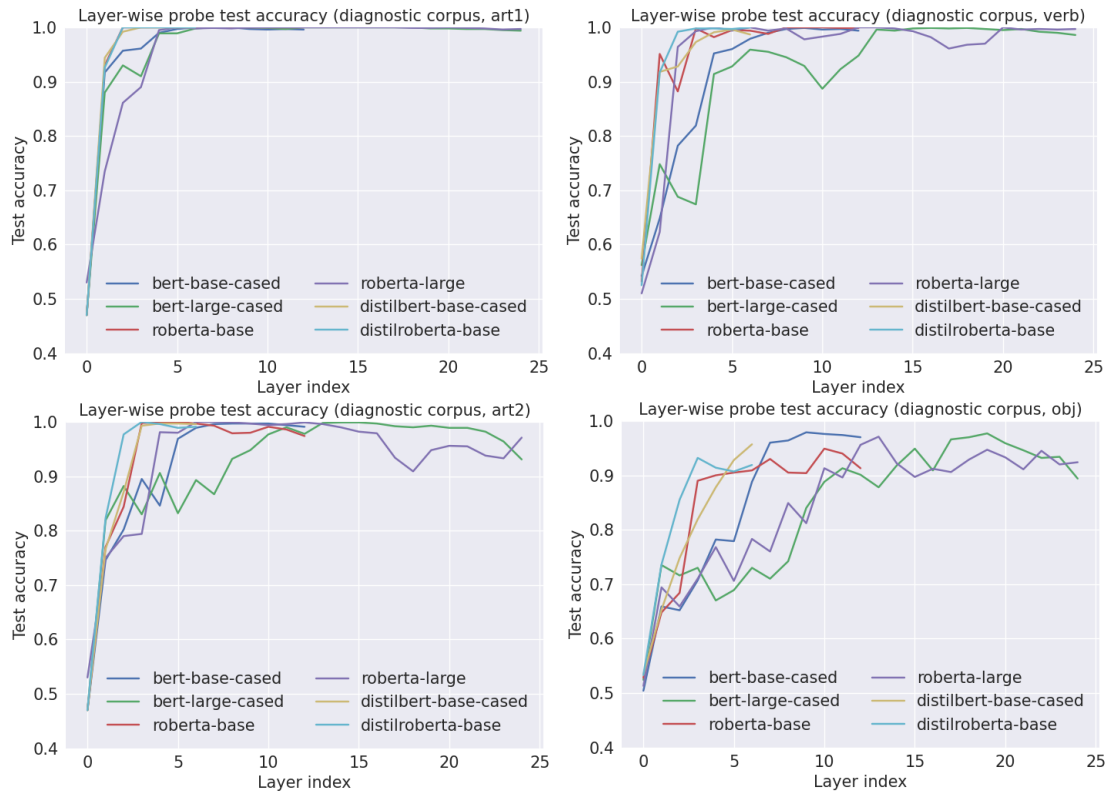 Layer-wise probe test accuracy (diagnostic corpus, art1)
1.0
0.9
0.8
0.7
0.6
0.5
0.4
Test accuracy
bert-base-cased
bert-large-cased
roberta-base
roberta-large
distilbert-base-cased
distilroberta-base
0 5 10 15 20 25
Layer index
Layer-wise probe test accuracy (diagnostic corpus, verb)
1.0
0.9
0.8
0.7
0.6
0.5
0.4
Test accuracy
bert-base-cased
bert-large-cased
roberta-base
roberta-large
distilbert-base-cased
distilroberta-base
0 5 10 15 20 25
Layer index
Layer-wise probe test accuracy (diagnostic corpus, art2)
1.0
0.9
0.8
0.7
0.6
0.5
0.4
Test accuracy
bert-base-cased
bert-large-cased
roberta-base
roberta-large
distilbert-base-cased
distilroberta-base
0 5 10 15 20 25
Layer index
Layer-wise probe test accuracy (diagnostic corpus, obj)
1.0
0.9
0.8
0.7
0.6
0.5
0.4
Test accuracy
bert-base-cased
bert-large-cased
roberta-base
roberta-large
distilbert-base-cased
distilroberta-base
0 5 10 15 20 25
Layer index